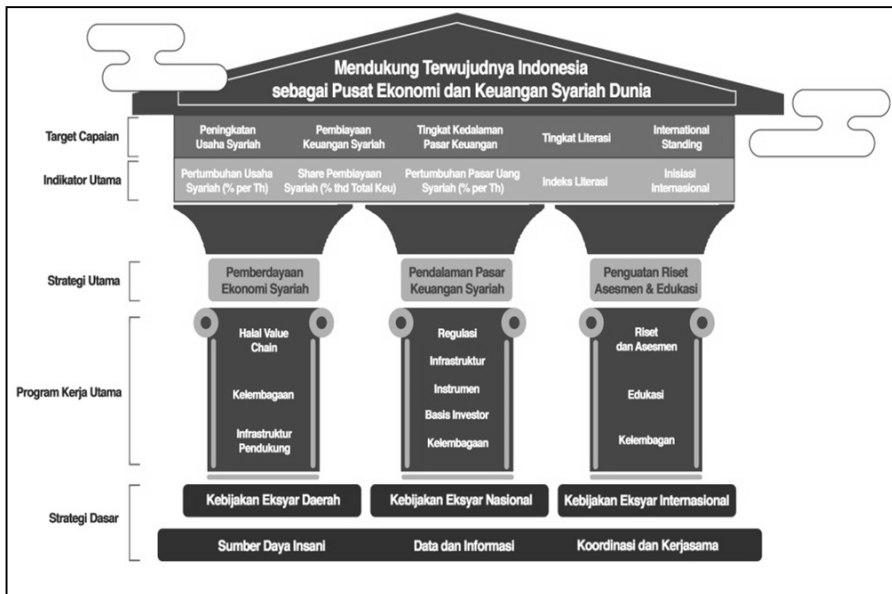 Mendukung Terwujudnya Indonesia
sebagai Pusat Ekonomi dan Keuangan Syariah Dunia
Target Capaian
Peningkatan
Usaha Syariah
Pembiayaan
Keuangan Syariah
Tingkat Kedalaman
Pasar Keuangan
Tingkat Literasi
International
Standing
Indikator Utama
Pertumbuhan Usaha
Syariah (% per Th)
Share Pembiayaan
Syariah (% thd Total Keu)
Pertumbuhan Pasar Uang
Syariah (% per Th)
Indeks Literasi
Inisiasi
Internasional
Strategi Utama
Pemberdayaan
Ekonomi Syariah
Pendalaman Pasar
Keuangan Syariah
Penguatan Riset
Asesmen & Edukasi
Program Kerja Utama
Halal Value
Chain
Kelembagaan
Infrastruktur
Pendukung
Regulasi
Infrastruktur
Instrumen
Basis Investor
Kelembagaan
Riset
dan Asesmen
Edukasi
Kelembagan
Strategi Dasar
Kebijakan Eksyar Daerah
Kebijakan Eksyar Nasional
Kebijakan Eksyar Internasional
Sumber Daya Insani
Data dan Informasi
Koordinasi dan Kerjasama